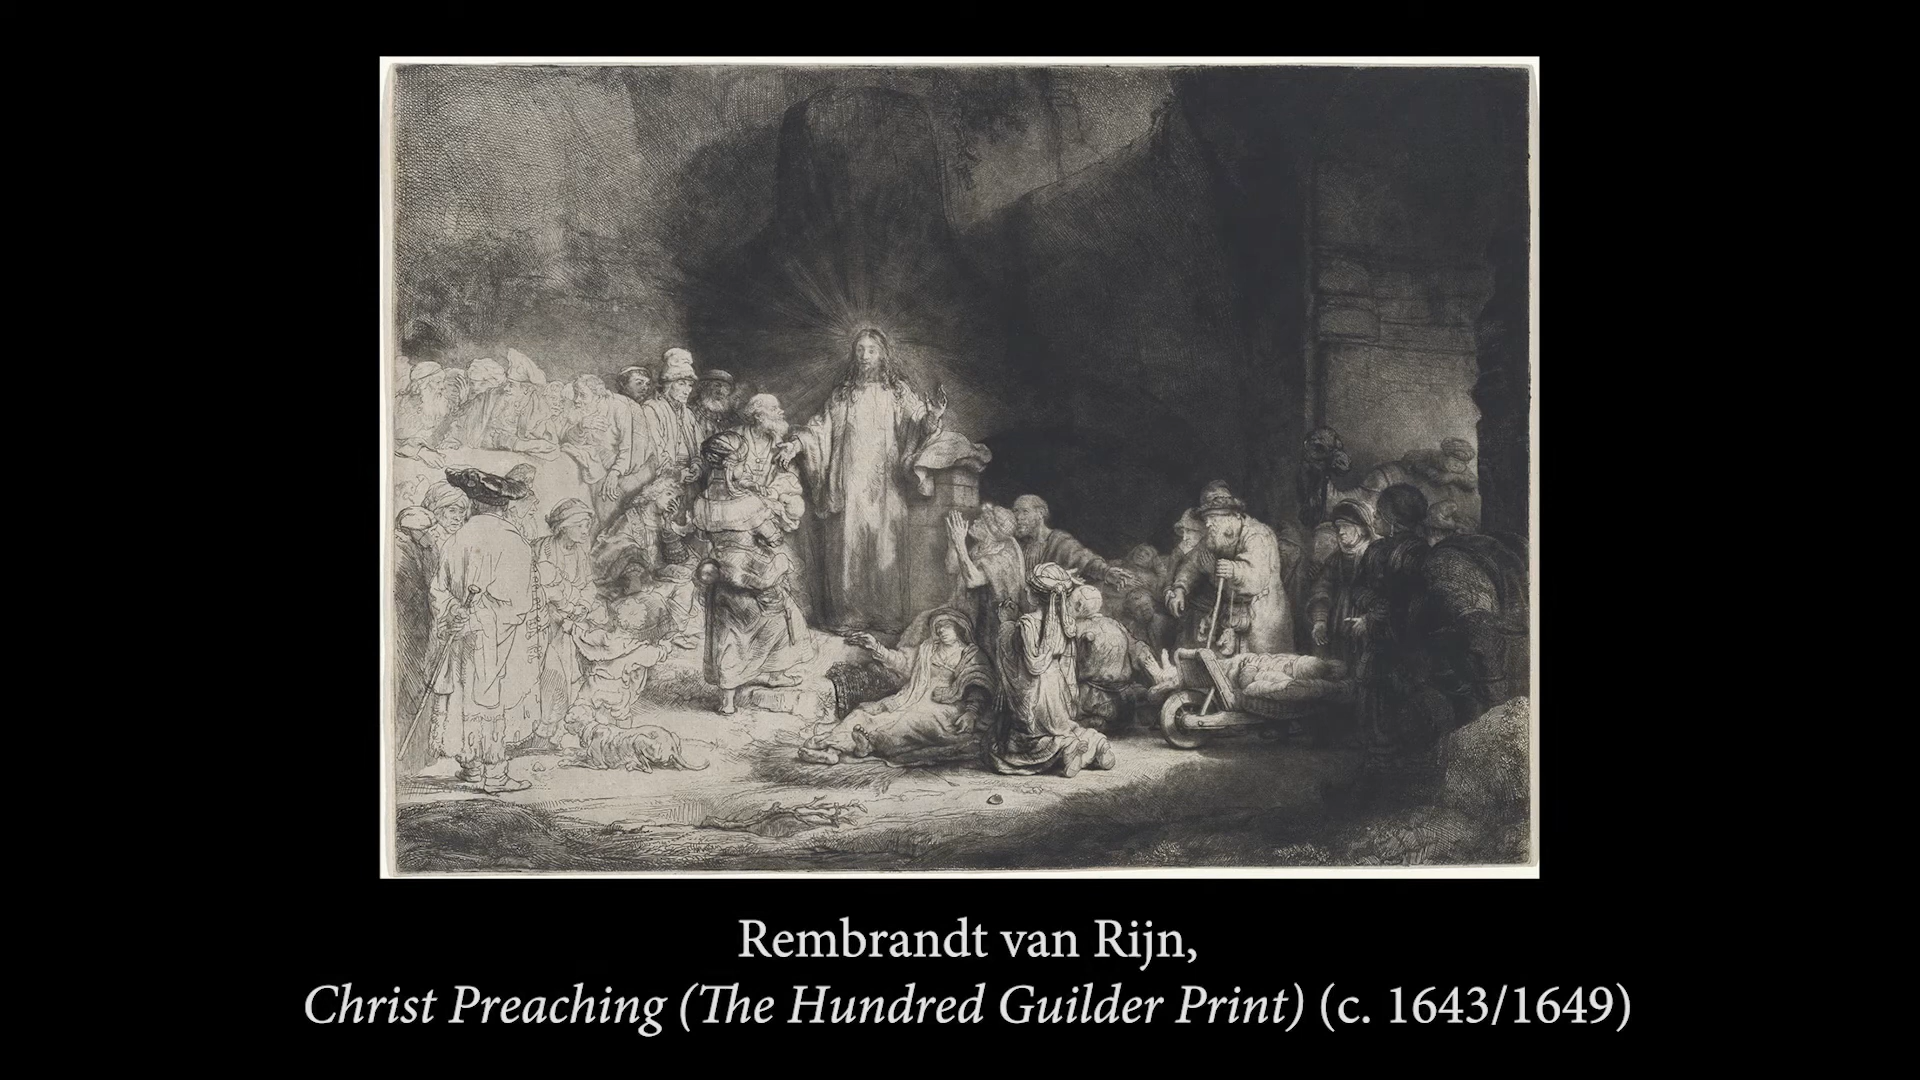 Rembrandt van Rijn,
Christ Preaching (The Hundred Guilder Print) (c. 1643/1649)